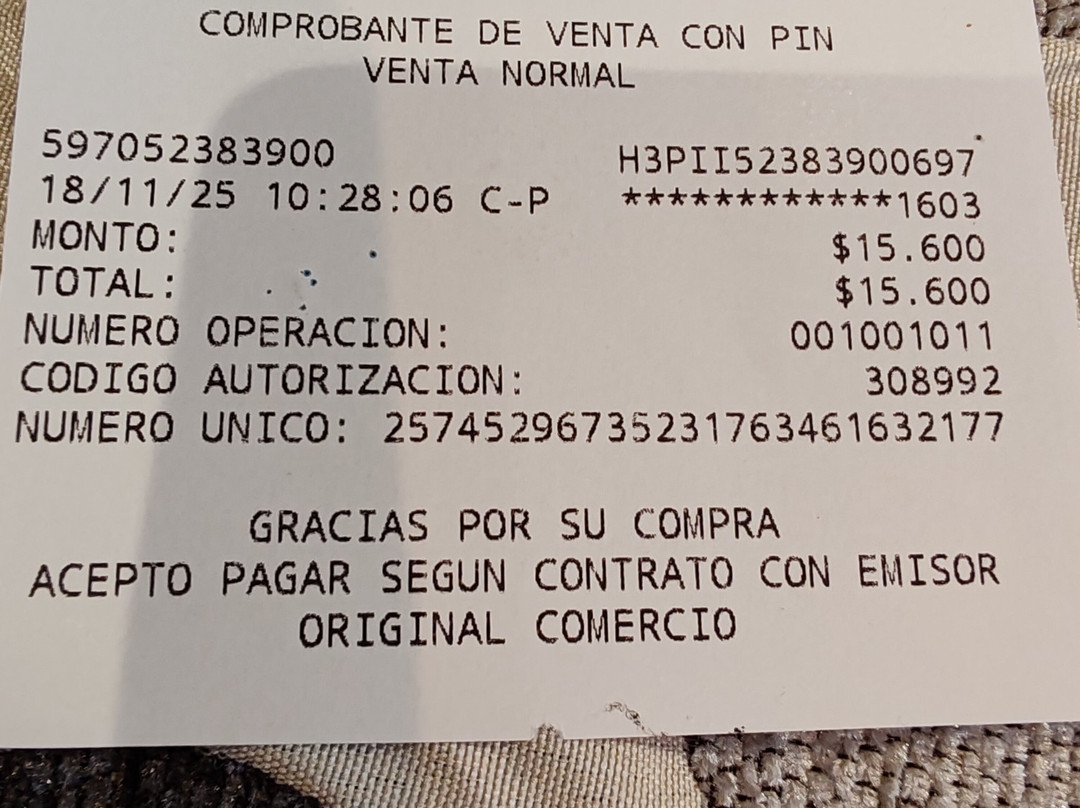 COMPROBANTE DE VENTA CON PIN
VENTA NORMAL
597052383900 H3PII52383900697
18/11/25 10:28:06 C-P ************1603
MONTO: $15.600
TOTAL: $15.600
NUMERO OPERACION: 001001011
CODIGO AUTORIZACION: 308992
NUMERO UNICO: 25745296735231763461632177
GRACIAS POR SU COMPRA
ACEPTO PAGAR SEGUN CONTRATO CON EMISOR
ORIGINAL COMERCIO